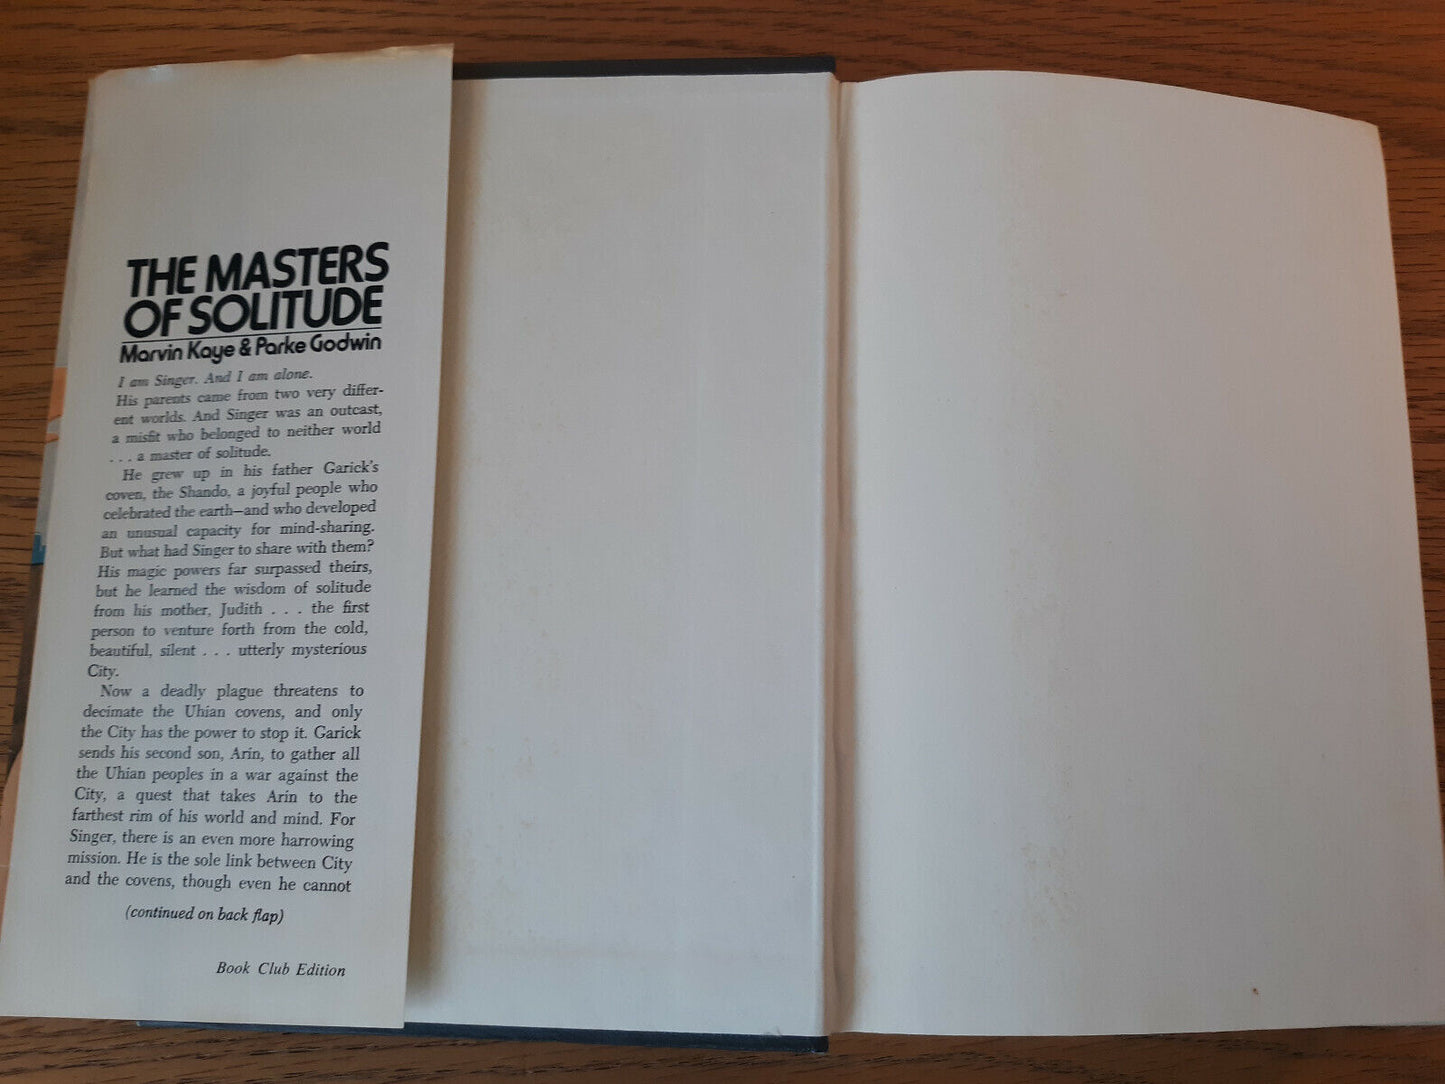 THE MASTERS
OF SOLITUDE
Marvin Kaye & Parke Godwin
I am Singer. And I am alone.
His parents came from two very differ-
ent worlds. And Singer was an outcast,
a misfit who belonged to neither world
. . . a master of solitude.
He grew up in his father Garick's
coven, the Shando, a joyful people who
celebrated the earth—and who developed
an unusual capacity for mind-sharing.
But what had Singer to share with them?
His magic powers far surpassed theirs,
but he learned the wisdom of solitude
from his mother, Judith . . . the first
person to venture forth from the cold,
beautiful, silent . . . utterly mysterious
City.
Now a deadly plague threatens to
decimate the Uhian covens, and only
the City has the power to stop it. Garick
sends his second son, Arin, to gather all
the Uhian peoples in a war against the
City, a quest that takes Arin to the
farthest rim of his world and mind. For
Singer, there is an even more harrowing
mission. He is the sole link between City
and the covens, though even he cannot
(continued on back flap)
Book Club Edition